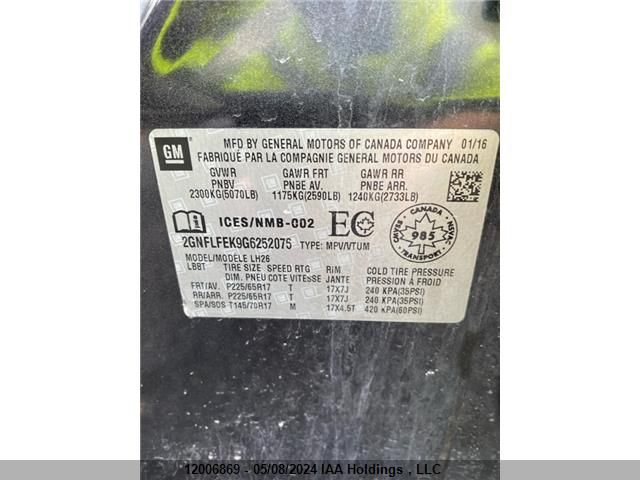 GM
MFD BY GENERAL MOTORS OF CANADA COMPANY 01/16
FABRIQUÉ PAR LA COMPAGNIE GENERAL MOTORS DU CANADA
GVWR GAWR FRT GAWR RR
PNBV PNBE AV. PNBE ARR.
2300KG(5070LB) 1175KG(2590LB) 1240KG(2733LB)
ICES/NMB-002 EC
CANADA
985
CMVSS NSVAC
2GNFLFEK9G6252075 TYPE: MPV/VTUM
MODEL/MODÈLE LH26
LBBT TIRE SIZE SPEED RTG RIM COLD TIRE PRESSURE
DIM. PNEU COTE VITESSE JANTE PRESSION À FROID
FRT/AV. P225/65R17 T 17X7J 240 KPA(35PSI)
RR/ARR. P225/65R17 T 17X7J 240 KPA(35PSI)
SPA/SOS T145/70R17 M 17X4.5T 420 KPA(60PSI)
12006869 - 05/08/2024 IAA Holdings , LLC